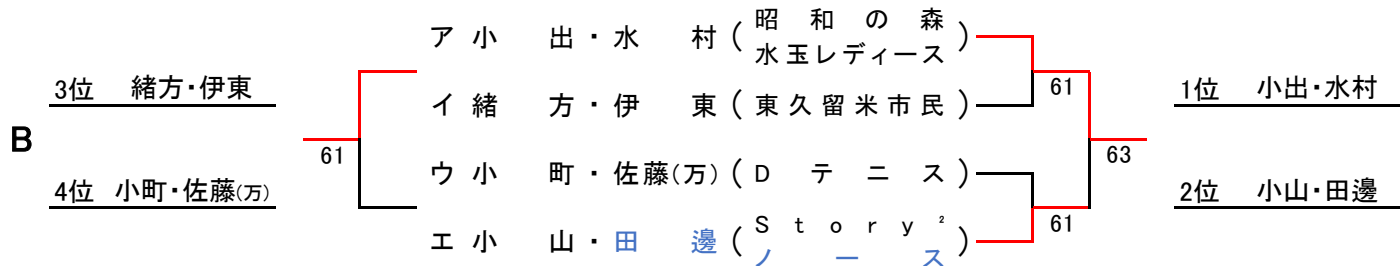 B
3位 緒方・伊東
4位 小町・佐藤(万)
61
ア 小出・水村 (昭和の森 水玉レディース)
イ 緒方・伊東 (東久留米市民)
ウ 小町・佐藤(万) (Dテニス)
エ 小山・田邊 (Story² ノース)
61
61
63
1位 小出・水村
2位 小山・田邊